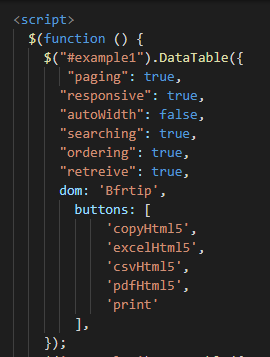 <script>
$(function () {
$("#example1").DataTable({
"paging": true,
"responsive": true,
"autoWidth": false,
"searching": true,
"ordering": true,
"retreive": true,
dom: 'Bfrtip',
buttons: [
'copyHtml5',
'excelHtml5',
'csvHtml5',
'pdfHtml5',
'print'
],
});